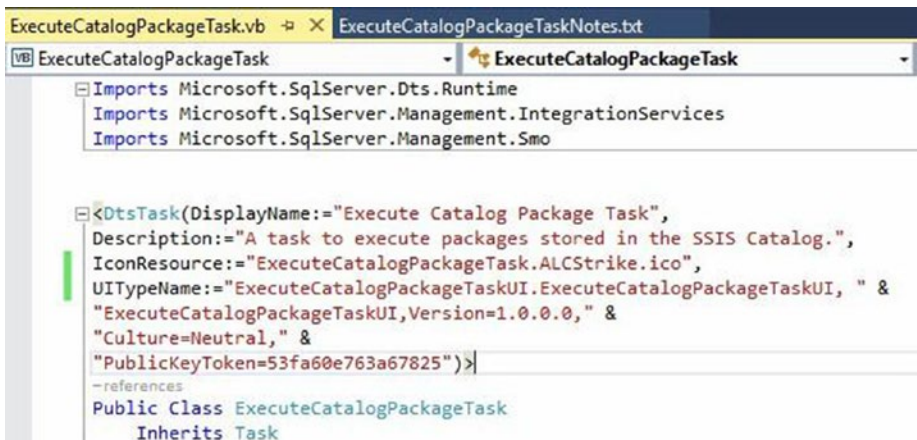 ExecuteCatalogPackageTask.vb ExecuteCatalogPackageTaskNotes.txt
VB ExecuteCatalogPackageTask ExecuteCatalogPackageTask
Imports Microsoft.SqlServer.Dts.Runtime
Imports Microsoft.SqlServer.Management.IntegrationServices
Imports Microsoft.SqlServer.Management.Smo
<DtsTask(DisplayName:="Execute Catalog Package Task",
Description:="A task to execute packages stored in the SSIS Catalog.",
IconResource:="ExecuteCatalogPackageTask.ALCStrike.ico",
UITypeName:="ExecuteCatalogPackageTaskUI.ExecuteCatalogPackageTaskUI, " &
"ExecuteCatalogPackageTaskUI,Version=1.0.0.0," &
"Culture=Neutral," &
"PublicKeyToken=53fa60e763a67825")>
-references
Public Class ExecuteCatalogPackageTask
Inherits Task